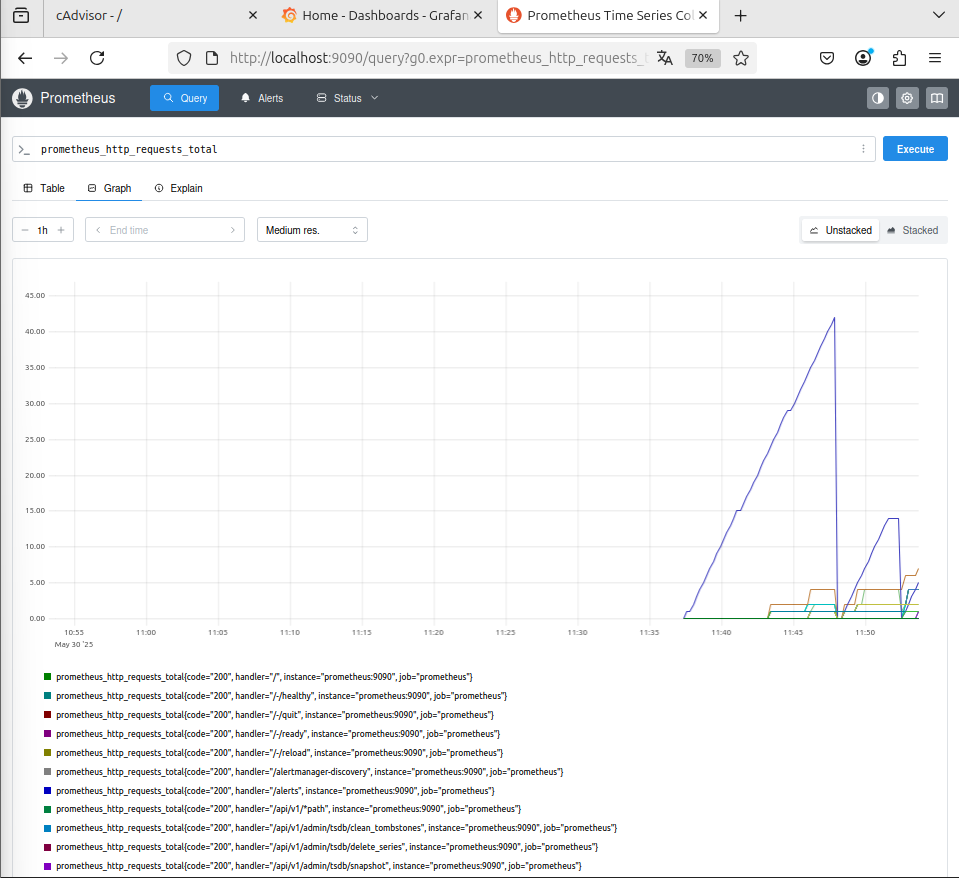 cAdvisor - /
Home - Dashboards - Grafan
Prometheus Time Series Col
http://localhost:9090/query?g0.expr=prometheus_http_requests_
70%
Prometheus
Query
Alerts
Status
>_ prometheus_http_requests_total
Execute
Table
Graph
Explain
− 1h +
End time
Medium res.
Unstacked
Stacked
45.00
40.00
35.00
30.00
25.00
20.00
15.00
10.00
5.00
0.00
10:55 11:00 11:05 11:10 11:15 11:20 11:25 11:30 11:35 11:40 11:45 11:50
May 30 '25
prometheus_http_requests_total{code="200", handler="/", instance="prometheus:9090", job="prometheus"}
prometheus_http_requests_total{code="200", handler="/-/healthy", instance="prometheus:9090", job="prometheus"}
prometheus_http_requests_total{code="200", handler="/-/quit", instance="prometheus:9090", job="prometheus"}
prometheus_http_requests_total{code="200", handler="/-/ready", instance="prometheus:9090", job="prometheus"}
prometheus_http_requests_total{code="200", handler="/-/reload", instance="prometheus:9090", job="prometheus"}
prometheus_http_requests_total{code="200", handler="/alertmanager-discovery", instance="prometheus:9090", job="prometheus"}
prometheus_http_requests_total{code="200", handler="/alerts", instance="prometheus:9090", job="prometheus"}
prometheus_http_requests_total{code="200", handler="/api/v1/*path", instance="prometheus:9090", job="prometheus"}
prometheus_http_requests_total{code="200", handler="/api/v1/admin/tsdb/clean_tombstones", instance="prometheus:9090", job="prometheus"}
prometheus_http_requests_total{code="200", handler="/api/v1/admin/tsdb/delete_series", instance="prometheus:9090", job="prometheus"}
prometheus_http_requests_total{code="200", handler="/api/v1/admin/tsdb/snapshot", instance="prometheus:9090", job="prometheus"}